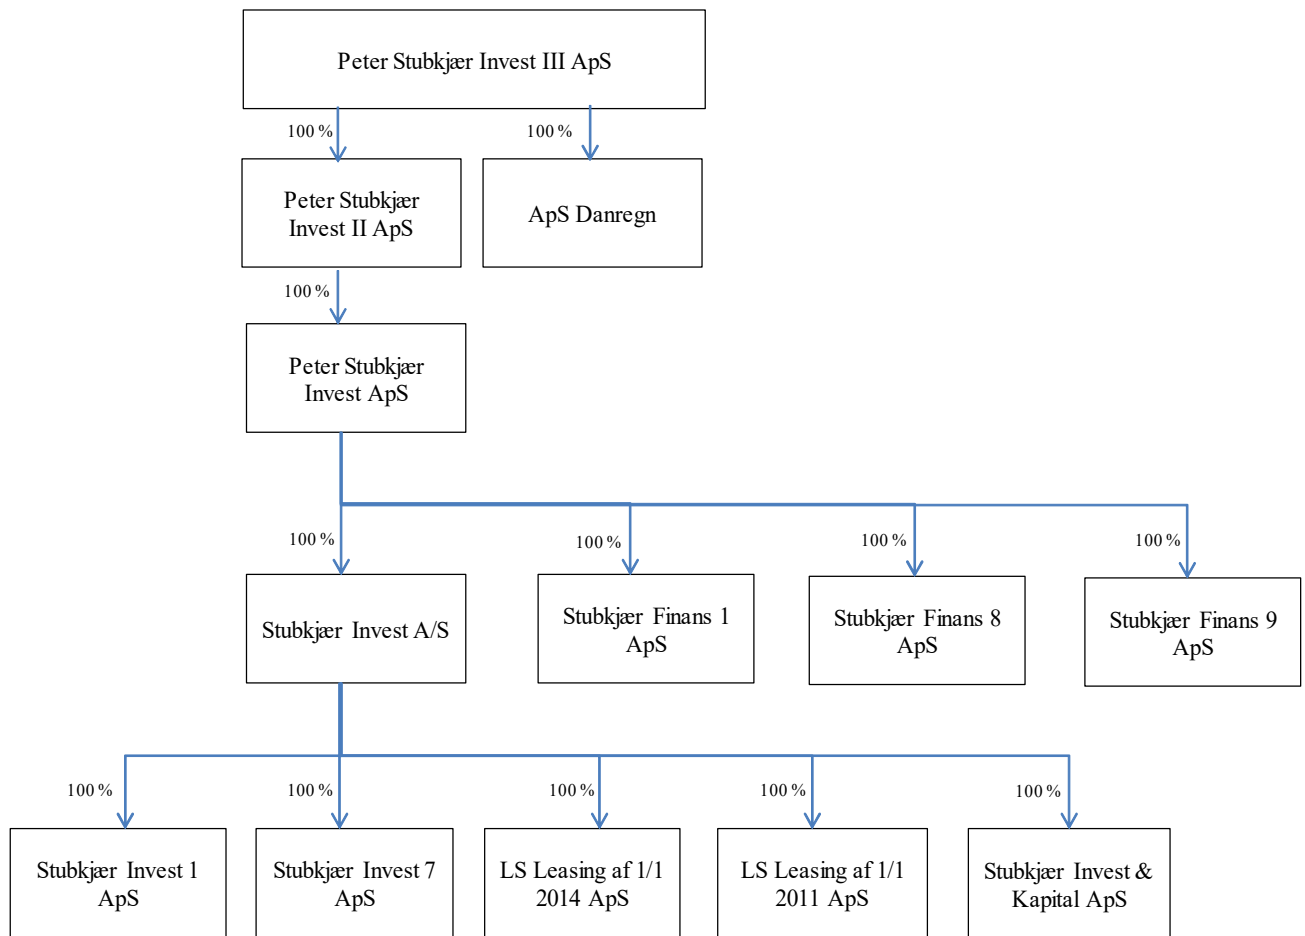 Peter Stubkjær Invest III ApS
100 %
100 %
Peter Stubkjær
Invest II ApS
ApS Danregn
100 %
Peter Stubkjær
Invest ApS
100 %
100 %
100 %
100 %
Stubkjær Invest A/S
Stubkjær Finans 1
ApS
Stubkjær Finans 8
ApS
Stubkjær Finans 9
ApS
100 %
100 %
100 %
100 %
100 %
Stubkjær Invest 1
ApS
Stubkjær Invest 7
ApS
LS Leasing af 1/1
2014 ApS
LS Leasing af 1/1
2011 ApS
Stubkjær Invest &
Kapital ApS